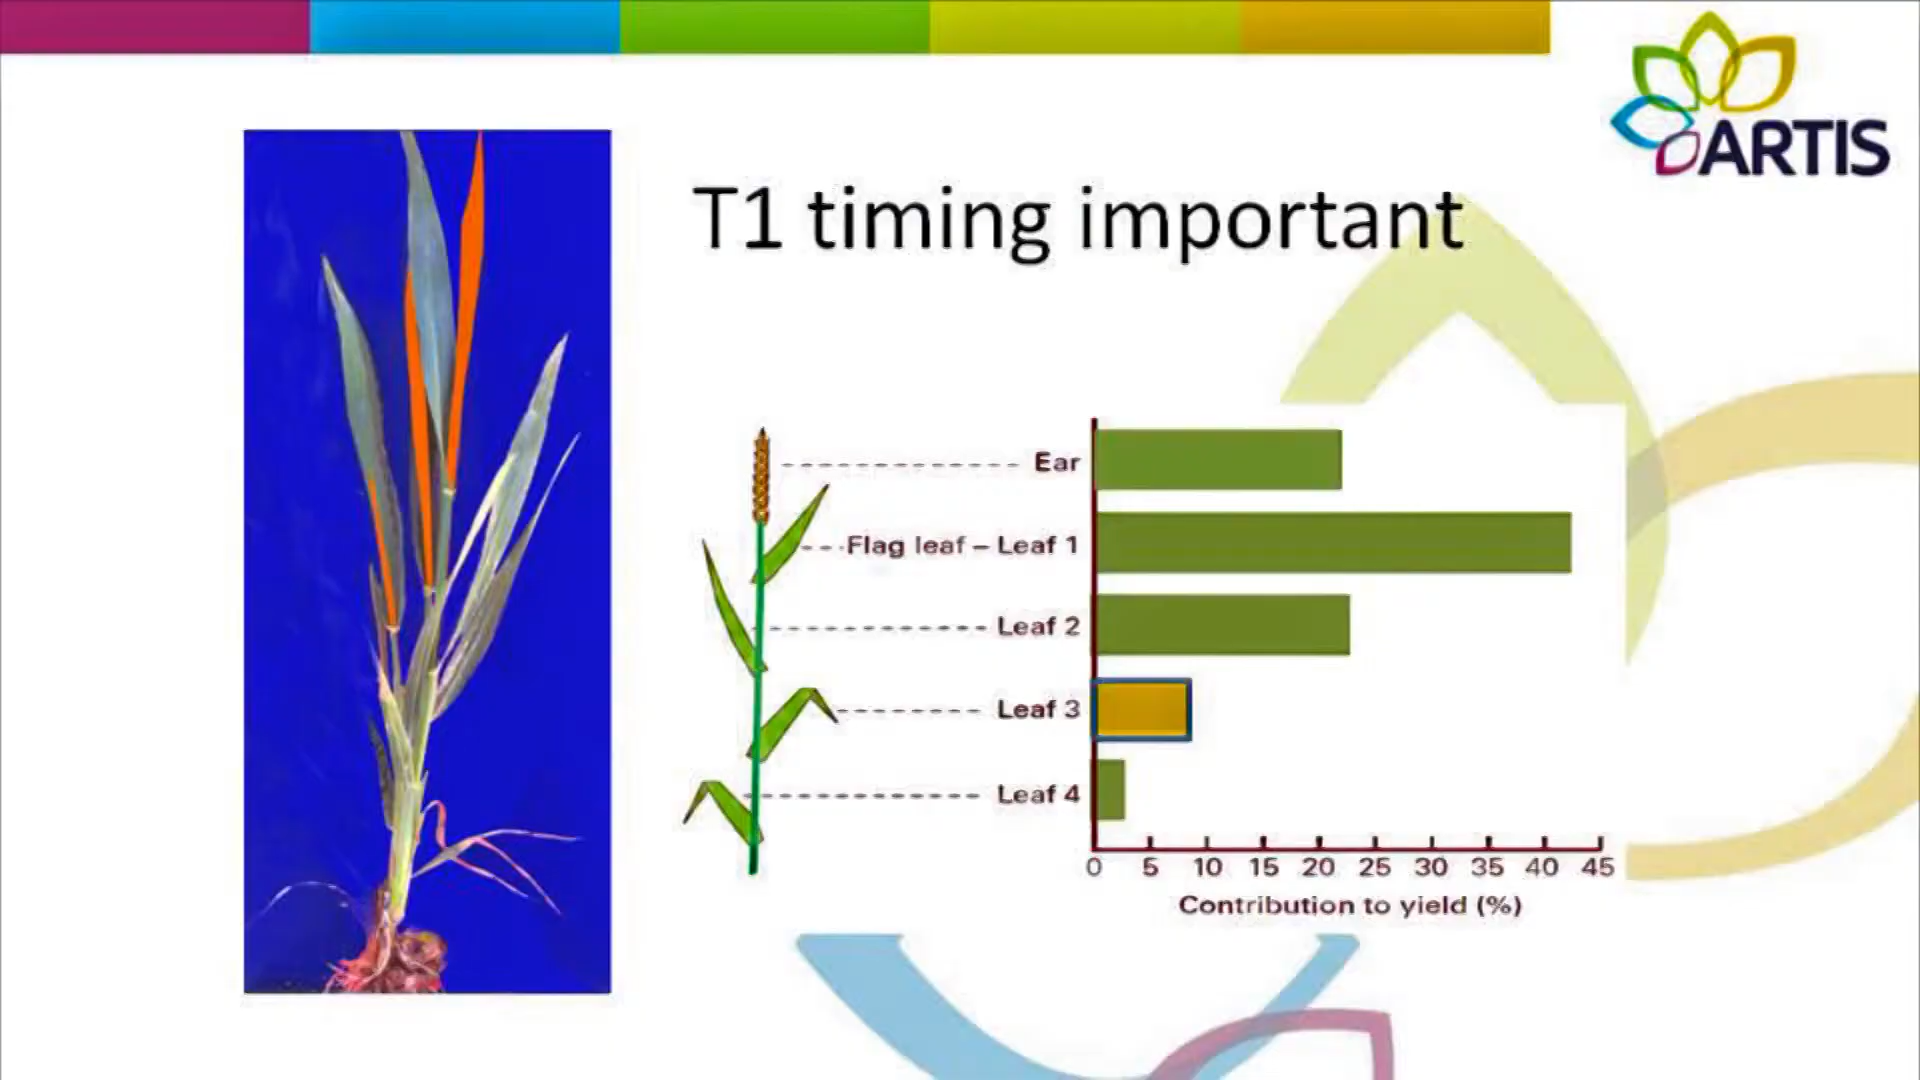 ARTIS
T1 timing important
Ear
Flag leaf – Leaf 1
Leaf 2
Leaf 3
Leaf 4
0 5 10 15 20 25 30 35 40 45
Contribution to yield (%)